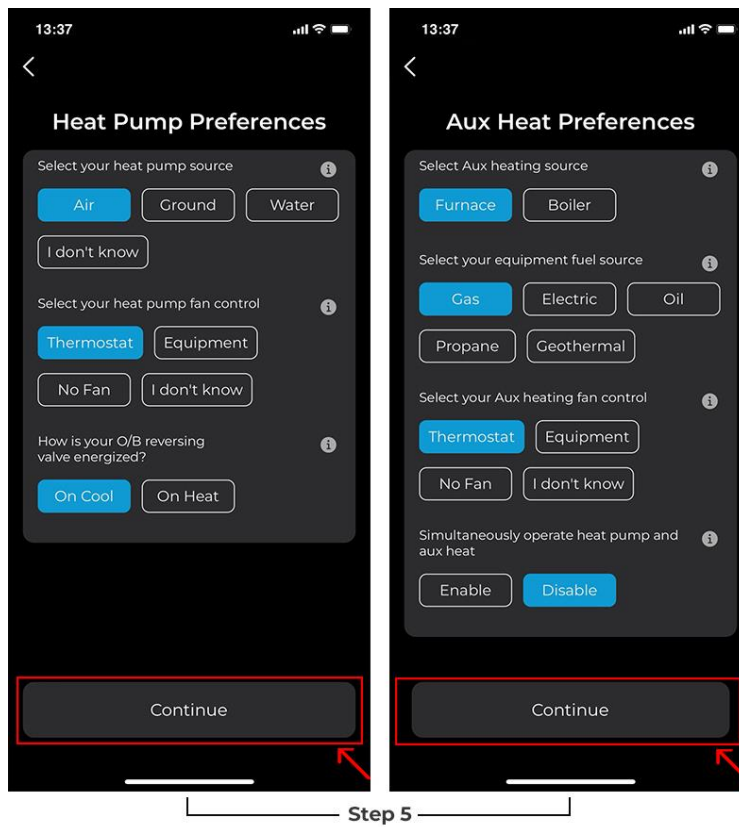 13:37
Heat Pump Preferences
Select your heat pump source
Air
Ground
Water
I don't know
Select your heat pump fan control
Thermostat
Equipment
No Fan
I don't know
How is your O/B reversing
valve energized?
On Cool
On Heat
Continue
13:37
Aux Heat Preferences
Select Aux heating source
Furnace
Boiler
Select your equipment fuel source
Gas
Electric
Oil
Propane
Geothermal
Select your Aux heating fan control
Thermostat
Equipment
No Fan
I don't know
Simultaneously operate heat pump and
aux heat
Enable
Disable
Continue
Step 5